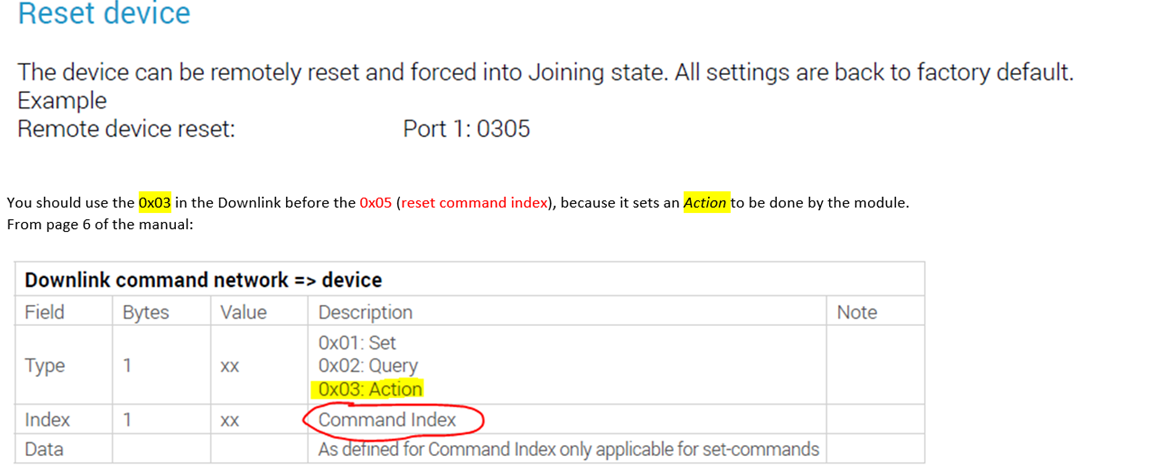 Reset device
The device can be remotely reset and forced into Joining state. All settings are back to factory default.
Example
Remote device reset: Port 1: 0305
You should use the 0x03 in the Downlink before the 0x05 (reset command index), because it sets an Action to be done by the module.
From page 6 of the manual:
Downlink command network => device
Field Bytes Value Description Note
0x01: Set
Type 1 xx 0x02: Query
0x03: Action
Index 1 xx Command Index
Data As defined for Command Index only applicable for set-commands